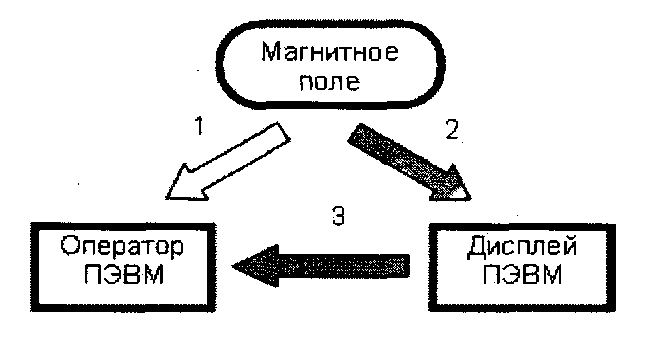 Магнитное
поле
1
2
3
Оператор
ПЭВМ
Дисплей
ПЭВМ